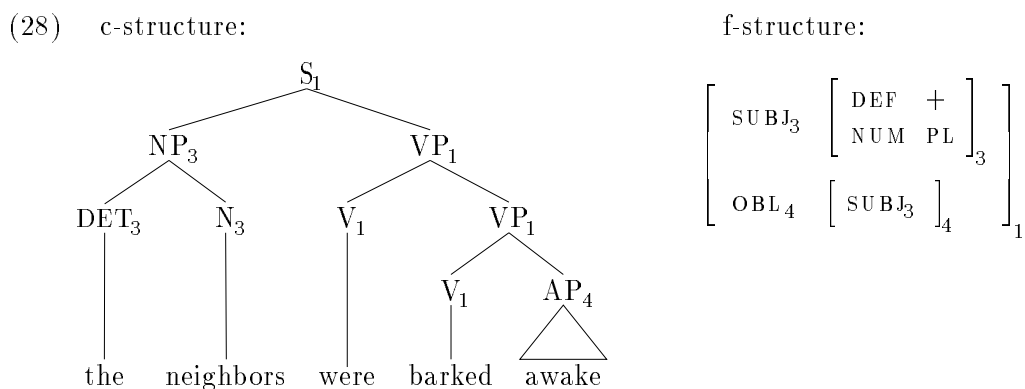 (28) c-structure: f-structure:
S1
NP3 VP1
DET3 N3 V1 VP1
V1 AP4
the neighbors were barked awake
SUBJ3 DEF +
NUM PL 3
OBL4 SUBJ3 4
1